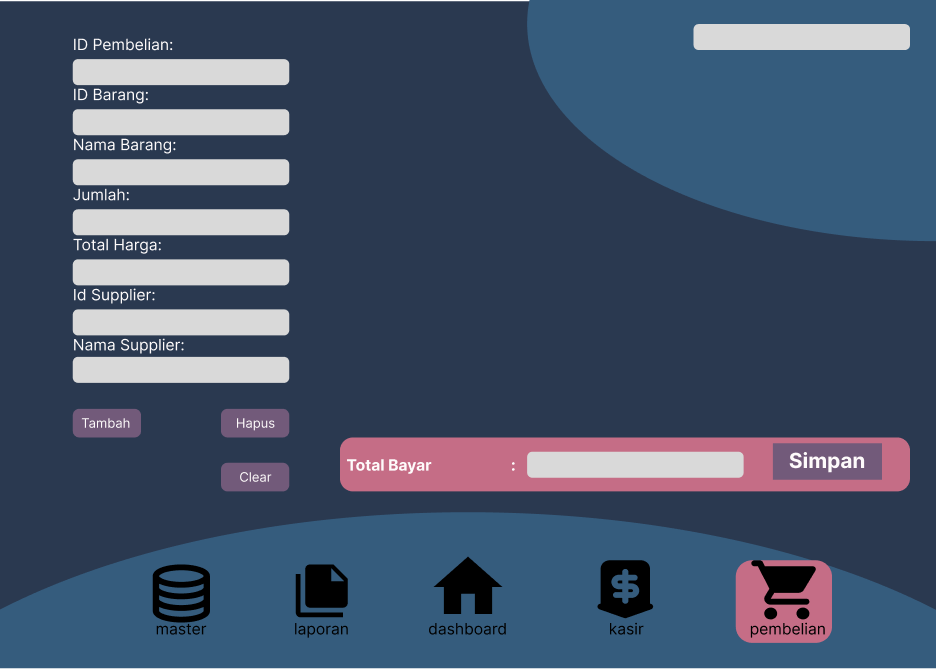 ID Pembelian:
ID Barang:
Nama Barang:
Jumlah:
Total Harga:
Id Supplier:
Nama Supplier:
Tambah
Hapus
Clear
Total Bayar :
Simpan
master
laporan
dashboard
kasir
pembelian